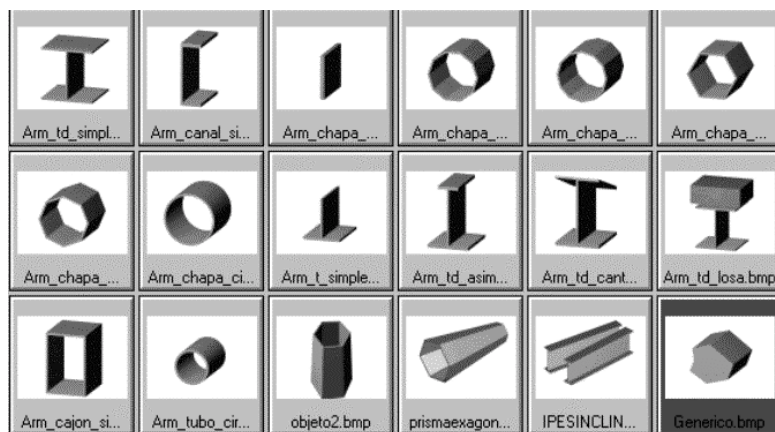 Arm_td_simpl...
Arm_canal_si...
Arm_chapa_...
Arm_chapa_...
Arm_chapa_...
Arm_chapa_...
Arm_chapa_...
Arm_chapa_ci...
Arm_t_simple...
Arm_td_asim...
Arm_td_cant...
Arm_td_losa.bmp
Arm_cajon_si...
Arm_tubo_cir...
objeto2.bmp
prismaexagon...
IPESINCLIN...
Generico.bmp